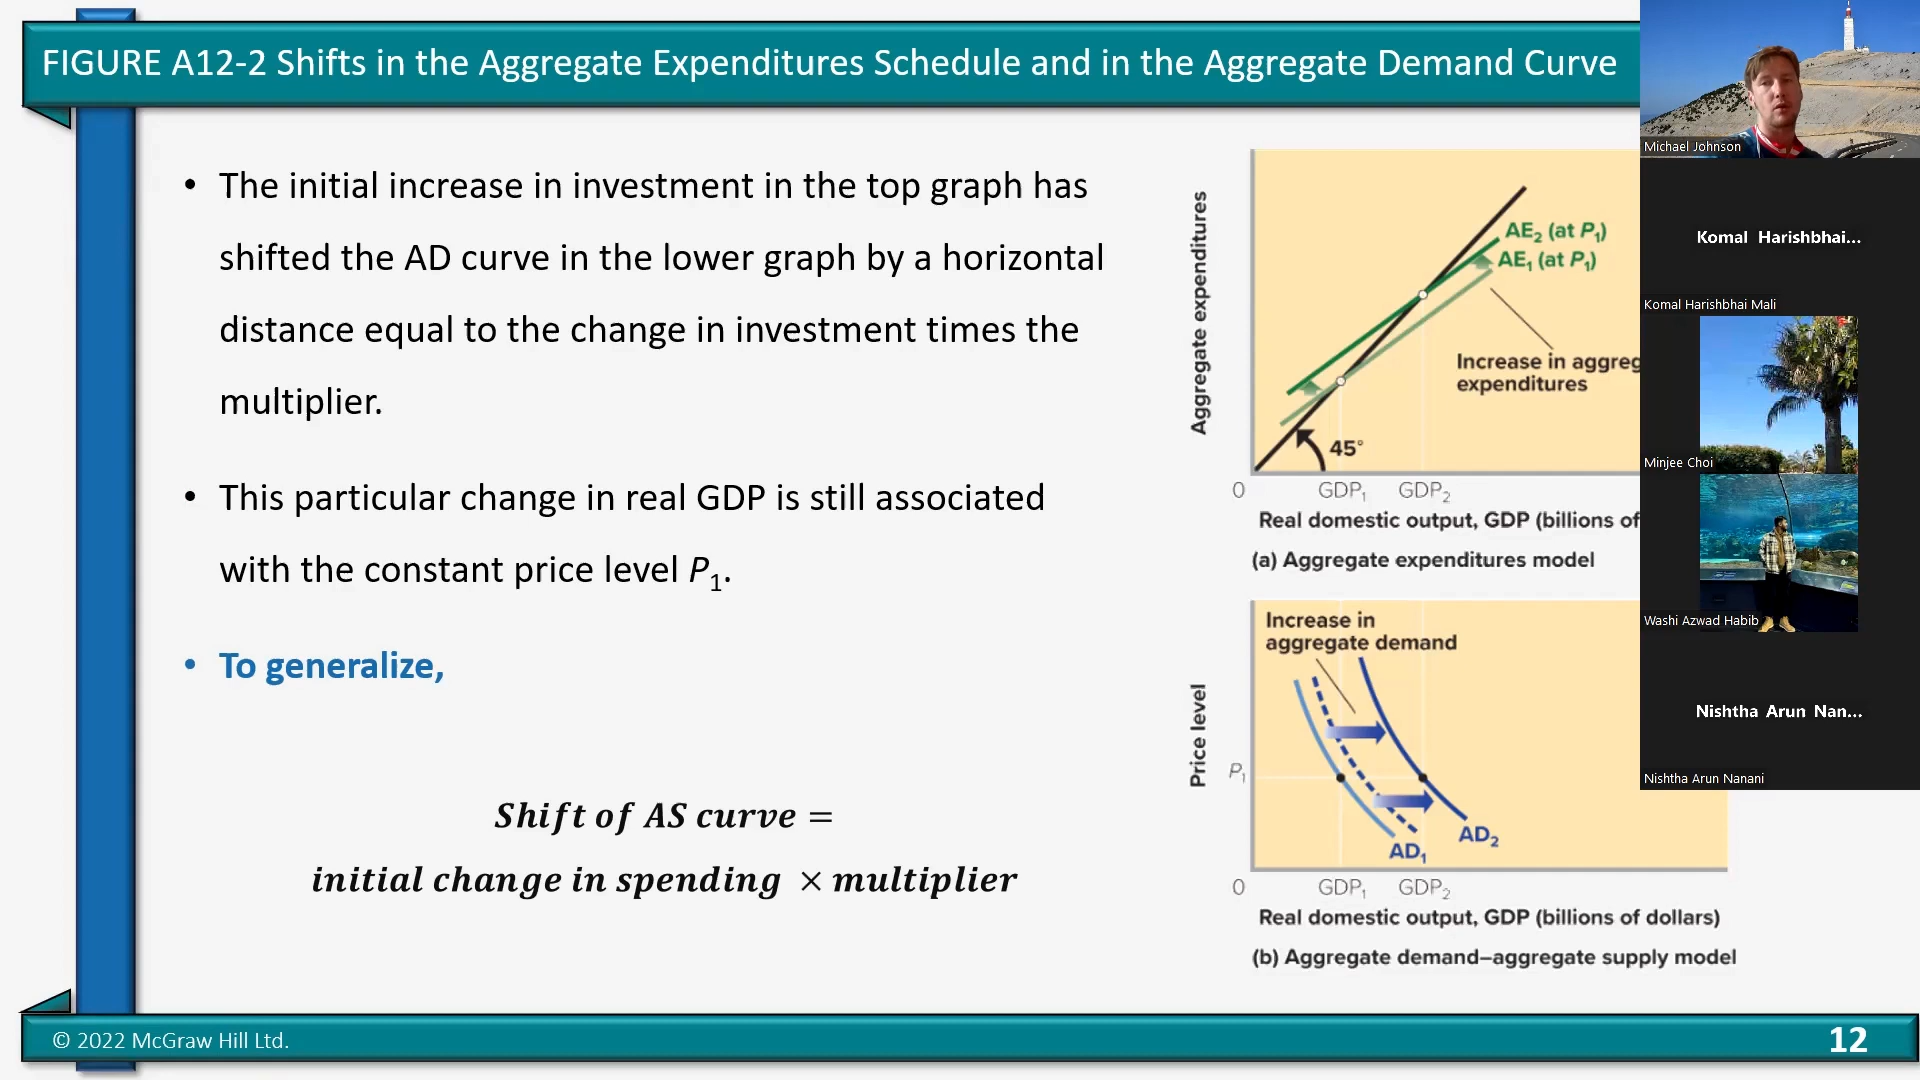 FIGURE A12-2 Shifts in the Aggregate Expenditures Schedule and in the Aggregate Demand Curve
• The initial increase in investment in the top graph has
shifted the AD curve in the lower graph by a horizontal
distance equal to the change in investment times the
multiplier.
• This particular change in real GDP is still associated
with the constant price level P₁.
• To generalize,
Shift of AS curve =
initial change in spending × multiplier
Aggregate expenditures
AE₂ (at P₁)
AE₁ (at P₁)
Increase in aggreg
expenditures
45°
0 GDP₁ GDP₂
Real domestic output, GDP (billions of
(a) Aggregate expenditures model
Increase in
aggregate demand
Price level
P₁
AD₂
AD₁
0 GDP₁ GDP₂
Real domestic output, GDP (billions of dollars)
(b) Aggregate demand–aggregate supply model
Michael Johnson
Komal Harishbhai...
Komal Harishbhai Mali
Minjee Choi
Washi Azwad Habib
Nishtha Arun Nan...
Nishtha Arun Nanani
© 2022 McGraw Hill Ltd.
12